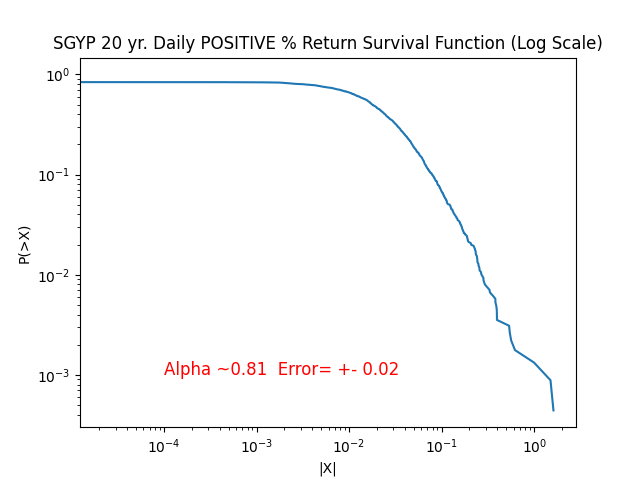 SGYP 20 yr. Daily POSITIVE % Return Survival Function (Log Scale)
10⁰
10⁻¹
10⁻²
10⁻³
P(>X)
Alpha ~0.81  Error= +- 0.02
10⁻⁴ 10⁻³ 10⁻² 10⁻¹ 10⁰
|X|